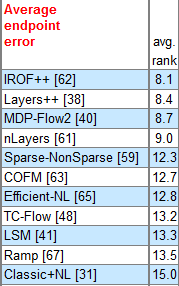 Average
endpoint
error
avg.
rank
IROF++ [62] 8.1
Layers++ [38] 8.4
MDP-Flow2 [40] 8.7
nLayers [61] 9.0
Sparse-NonSparse [59] 12.3
COFM [63] 12.7
Efficient-NL [65] 12.8
TC-Flow [48] 13.2
LSM [41] 13.3
Ramp [67] 13.5
Classic+NL [31] 15.0